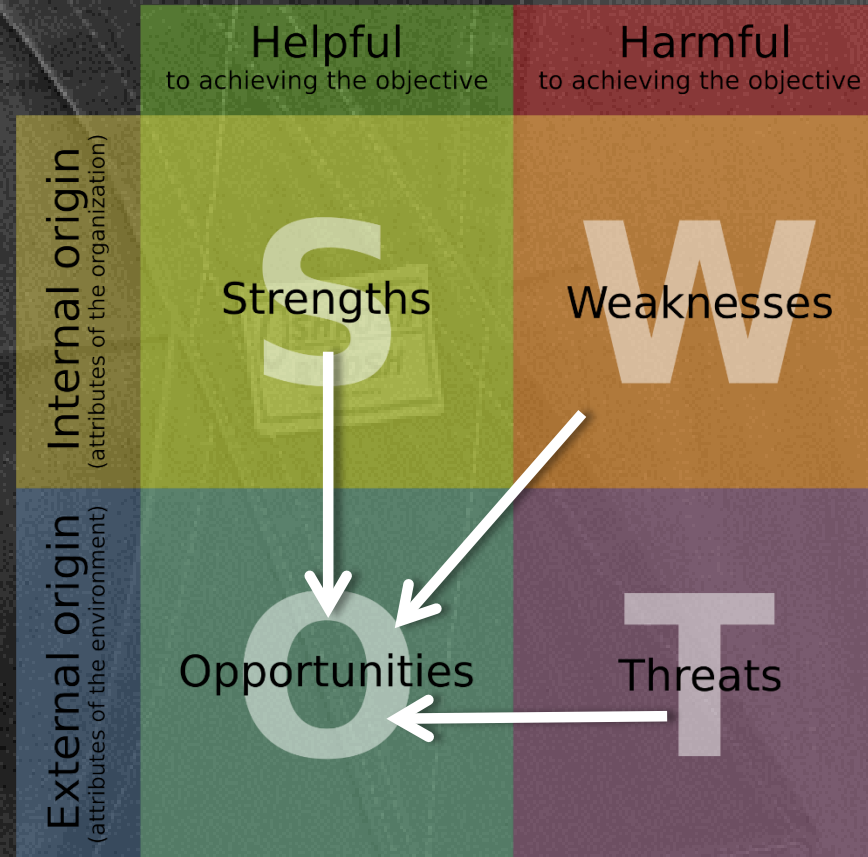 Helpful
to achieving the objective
Harmful
to achieving the objective
Internal origin
(attributes of the organization)
S
Strengths
W
Weaknesses
External origin
(attributes of the environment)
O
Opportunities
T
Threats